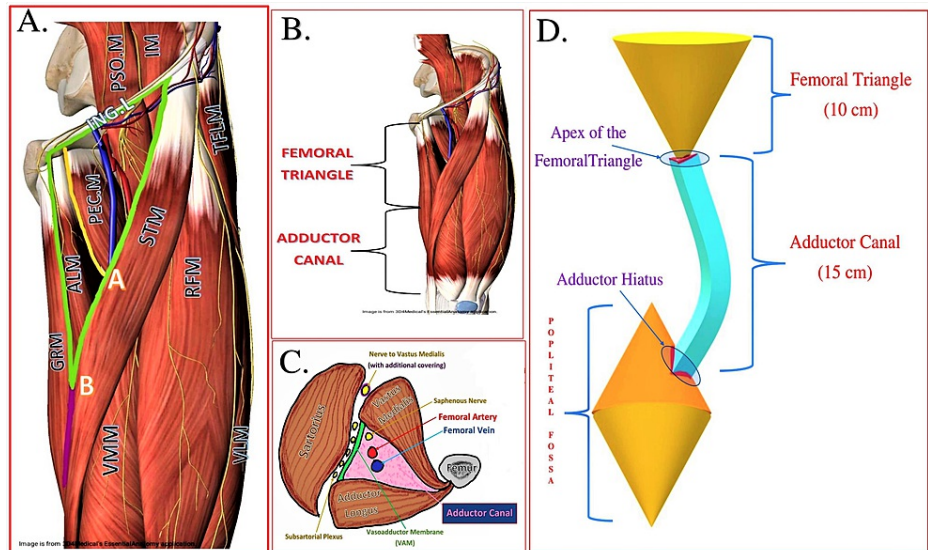 A.
PSO.M
IM
ING.L
TFLM
PEC.M
STM
ALM
A
RFM
GRM
B
VMM
VLM
Image is from 3D4Medical's EssentialAnatomy application.
B.
FEMORAL
TRIANGLE
ADDUCTOR
CANAL
Image is from 3D4Medical's EssentialAnatomy application.
C.
Nerve to Vastus Medialis
(with additional covering)
Sartorius
Vastus
Medialis
Saphenous Nerve
Femoral Artery
Femoral Vein
Femur
Adductor
Longus
Adductor Canal
Subsartorial Plexus
Vasoadductor Membrane
(VAM)
D.
Femoral Triangle
(10 cm)
Apex of the
FemoralTriangle
Adductor Canal
(15 cm)
Adductor Hiatus
POPLITEAL FOSSA